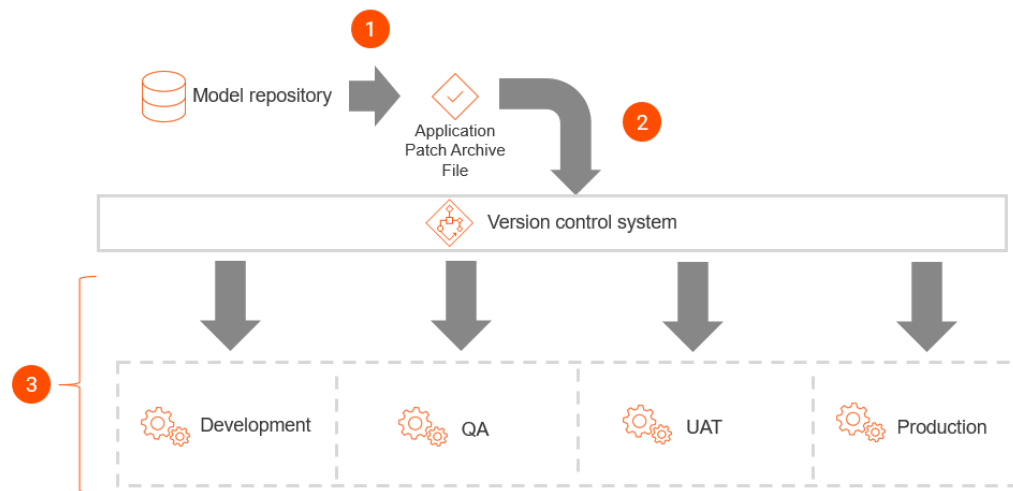 1
Model repository
Application
Patch Archive
File
2
Version control system
3
Development
QA
UAT
Production